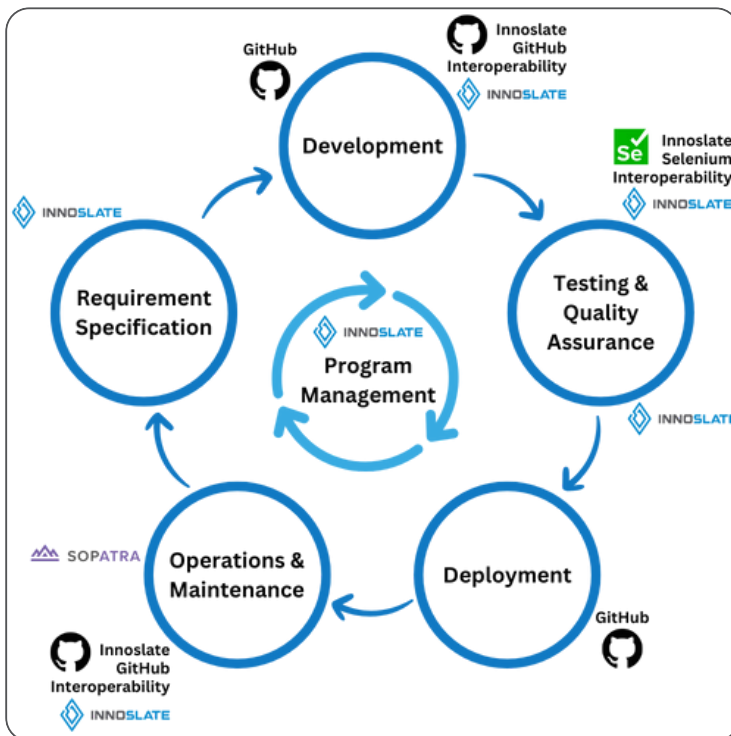 GitHub
Innoslate
GitHub
Interoperability
INNOSLATE
Development
Se
Innoslate
Selenium
Interoperability
INNOSLATE
INNOSLATE
Requirement
Specification
Testing &
Quality
Assurance
INNOSLATE
Program
Management
INNOSLATE
SOPATRA
Operations &
Maintenance
Deployment
GitHub
Innoslate
GitHub
Interoperability
INNOSLATE